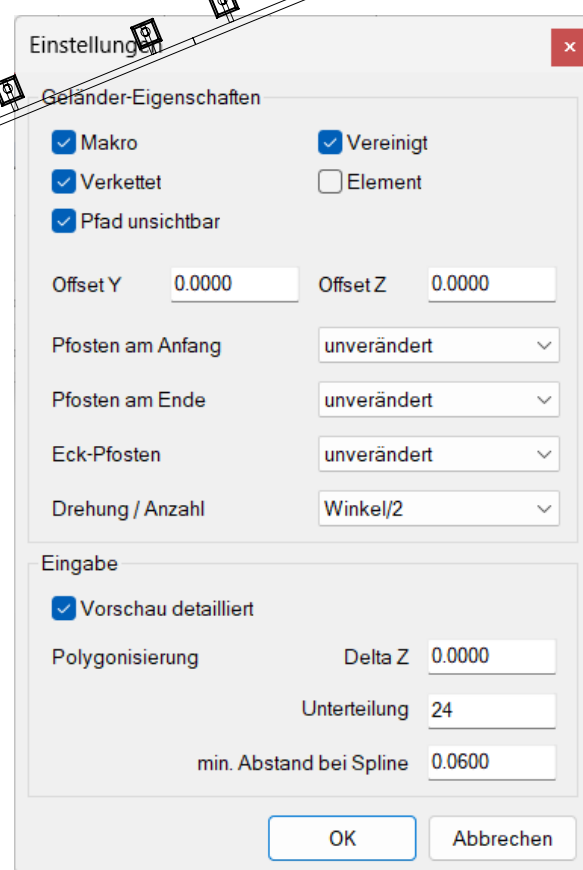 Einstellungen
Geländer-Eigenschaften
Makro Vereinigt
Verkettet Element
Pfad unsichtbar
Offset Y 0.0000 Offset Z 0.0000
Pfosten am Anfang unverändert
Pfosten am Ende unverändert
Eck-Pfosten unverändert
Drehung / Anzahl Winkel/2
Eingabe
Vorschau detailliert
Polygonisierung Delta Z 0.0000
Unterteilung 24
min. Abstand bei Spline 0.0600
OK Abbrechen